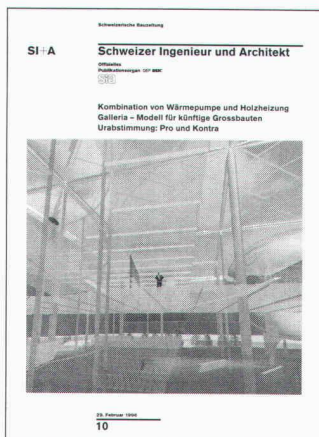 Schweizerische Bauzeitung
SI+A
Schweizer Ingenieur und Architekt
Offizielles
Publikationsorgan
sia
Kombination von Wärmepumpe und Holzheizung
Galleria – Modell für künftige Grossbauten
Urabstimmung: Pro und Kontra
29. Februar 1996
10